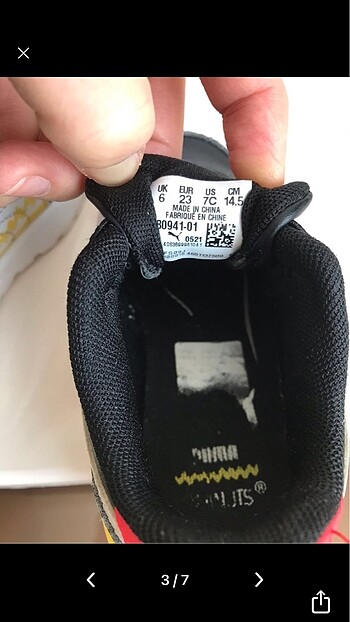 UK EUR US CM
6 23 7C 14.5
MADE IN CHINA
FABRIQUÉ EN CHINE
80941-01
0521
PUMA
3/7